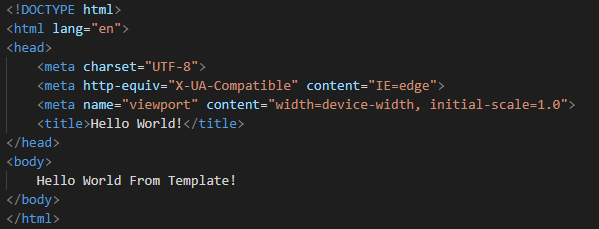 <!DOCTYPE html>
<html lang="en">
<head>
    <meta charset="UTF-8">
    <meta http-equiv="X-UA-Compatible" content="IE=edge">
    <meta name="viewport" content="width=device-width, initial-scale=1.0">
    <title>Hello World!</title>
</head>
<body>
    Hello World From Template!
</body>
</html>